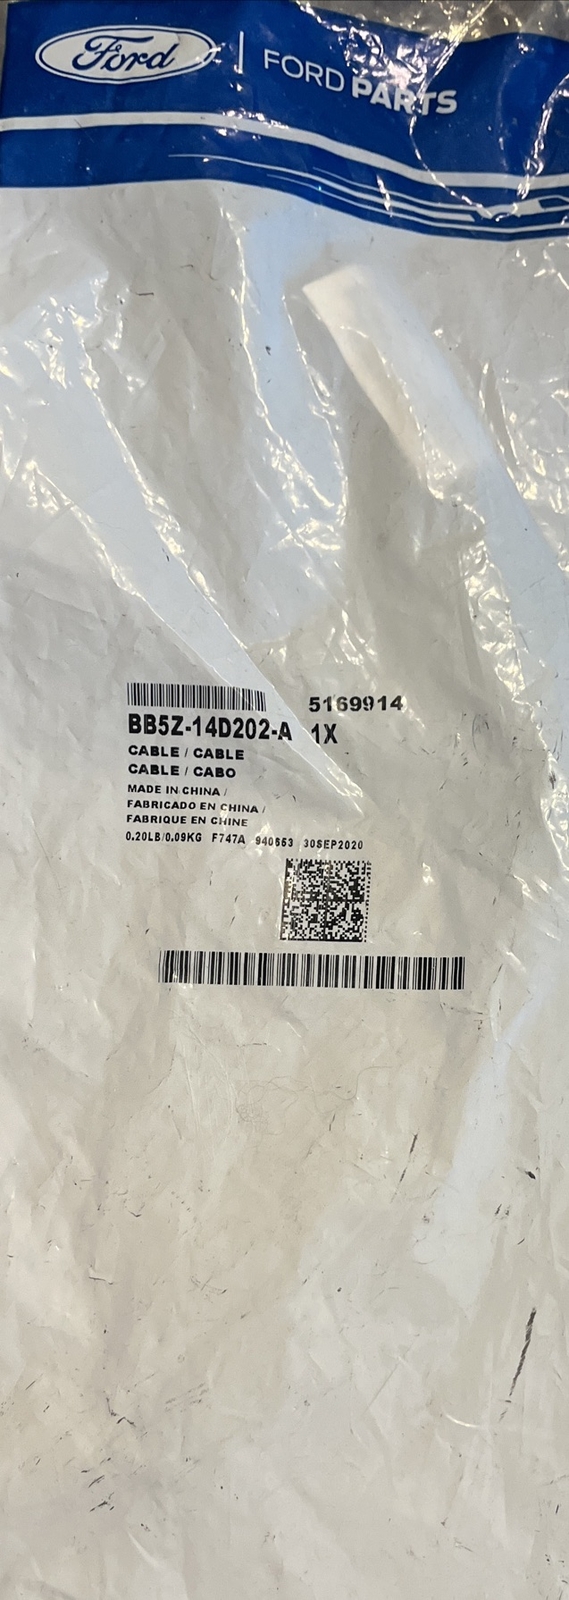 Ford | FORD PARTS
5169914
BB5Z-14D202-A 1X
CABLE / CABLE
CABLE / CABO
MADE IN CHINA /
FABRICADO EN CHINA /
FABRIQUE EN CHINE
0.20LB/0.09KG F747A 940653 30SEP2020